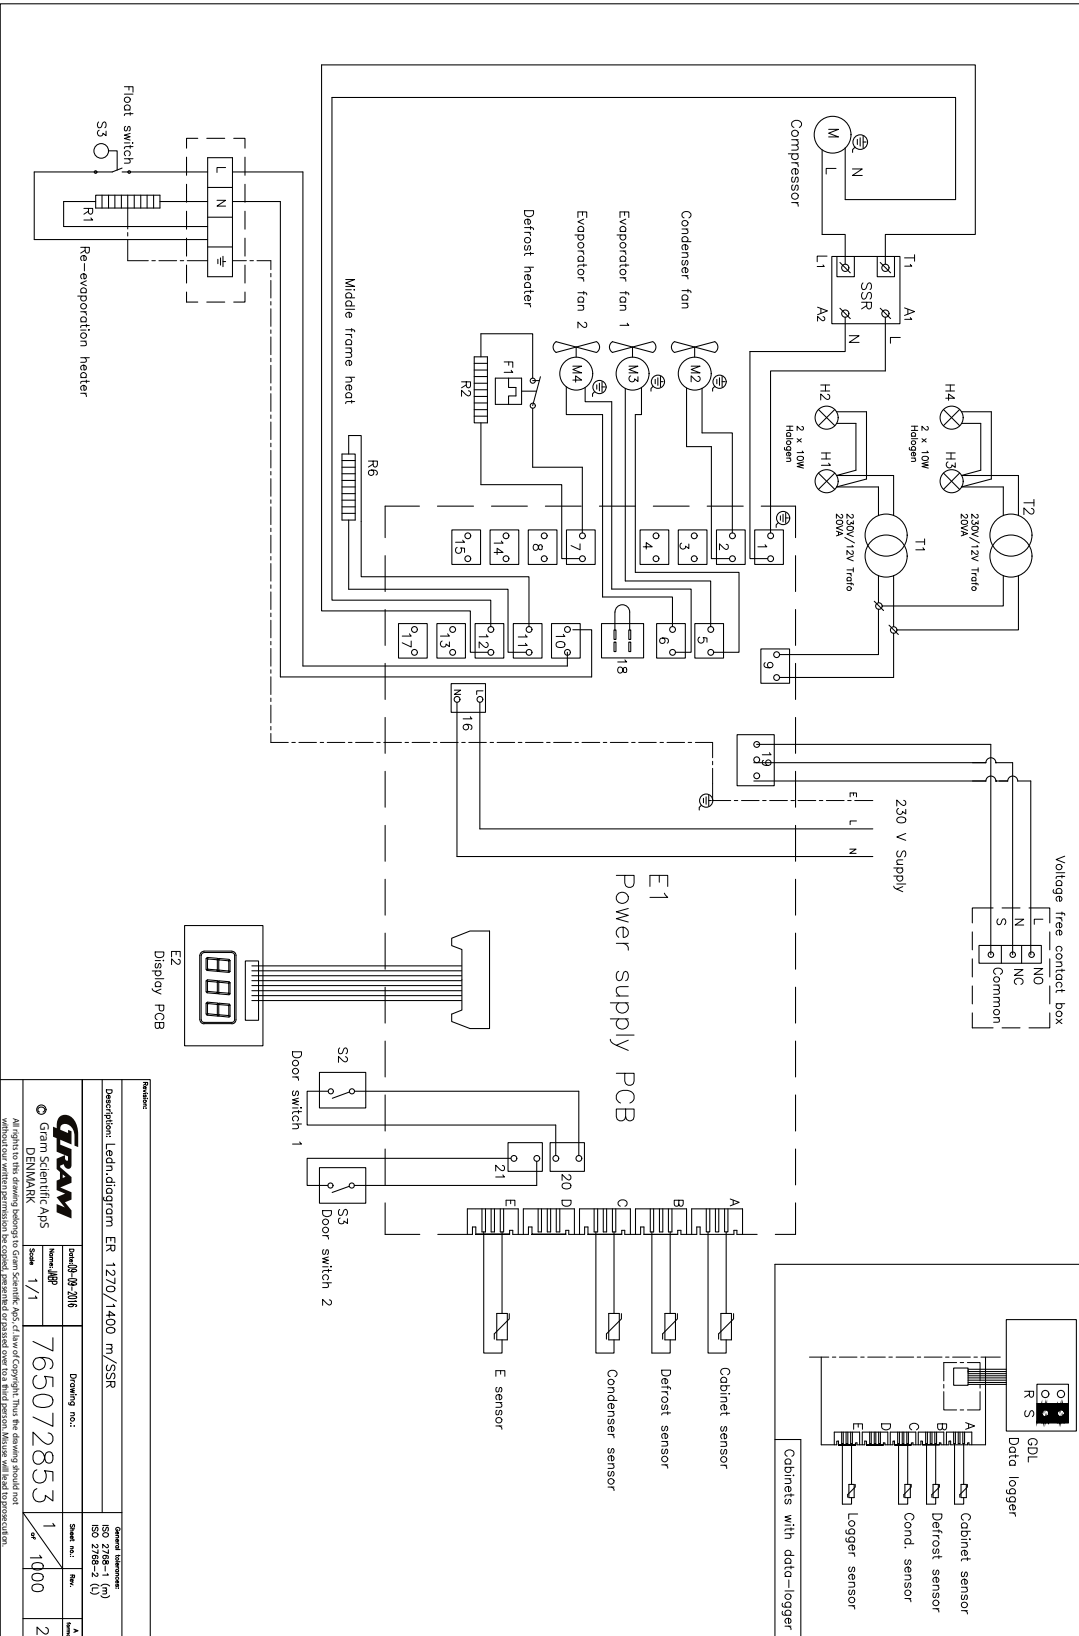 Voltage free contact box
L
N
S
NO
NC
Common
T2
230V/12V Trafo
20VA
H4
H3
2 x 10W
Halogen
T1
230V/12V Trafo
20VA
H2
H1
2 x 10W
Halogen
230 V Supply
E
L
N
T1
A1
SSR
L1
A2
L
N
M
N
L
Compressor
Condenser fan
M2
Evaporator fan 1
M3
Evaporator fan 2
M4
Defrost heater
F1
R2
Middle frame heat
R6
Float switch
S3
L
N
R1
Re-evaporation heater
1
2
3
4
7
8
14
15
5
6
18
10
11
12
13
17
9
19
16
LO
NO
E1
Power supply PCB
E2
Display PCB
S2
Door switch 1
S3
Door switch 2
20
21
A
B
C
D
E
Cabinet sensor
Defrost sensor
Condenser sensor
E sensor
R S
GDL
Data logger
A
B
C
D
E
Cabinet sensor
Defrost sensor
Cond. sensor
Logger sensor
Cabinets with data-logger
Revision:
Description: Ledn.diagram ER 1270/1400 m/SSR
General tolerances:
ISO 2768-1 (m)
ISO 2768-2 (L)
GRAM
© Gram Scientific ApS
DENMARK
Date:09-09-2016
Name:JABP
Scale 1/1
Drawing no.:
765072853
Sheet no.:
1 of 1000
Rev.
2
A
All rights to this drawing belongs to Gram Scientific ApS, cf. law of Copyright. Thus the drawing should not
without our written permission be copied, presented or passed over to a third person. Misuse will lead to prosecution.